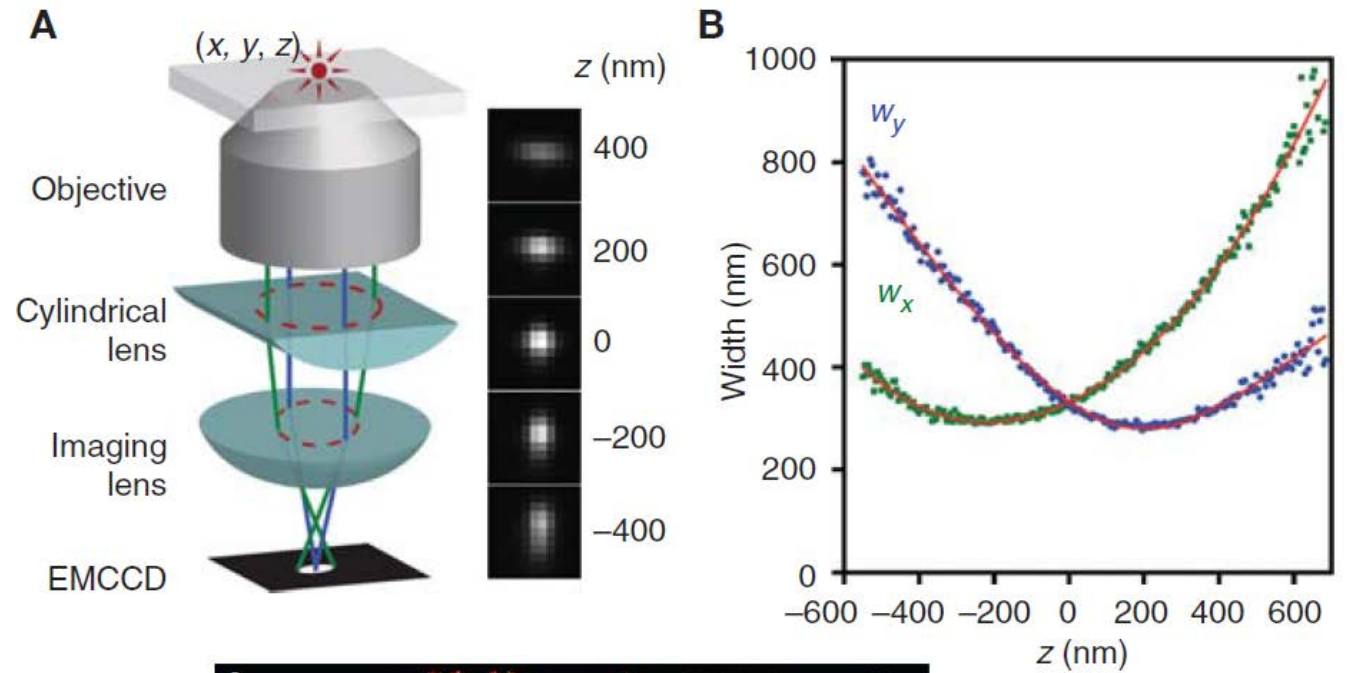 A
(x, y, z)
z (nm)
400
200
0
−200
−400
Objective
Cylindrical
lens
Imaging
lens
EMCCD
B
1000
800
600
400
200
0
Width (nm)
w_y
w_x
−600 −400 −200 0 200 400 600
z (nm)